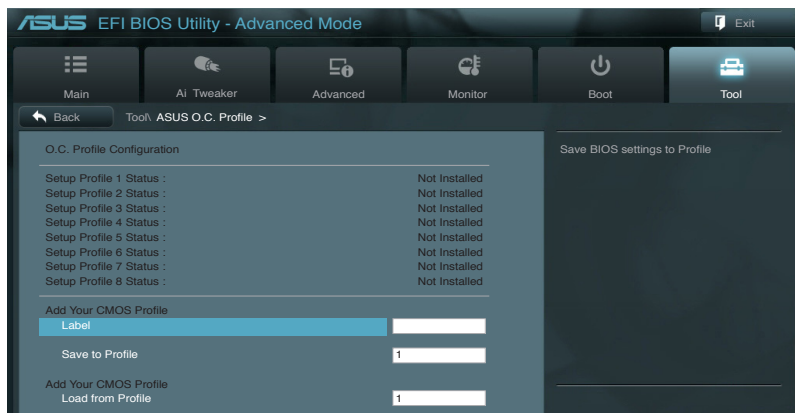 ASUS EFI BIOS Utility - Advanced Mode Exit
Main Ai Tweaker Advanced Monitor Boot Tool
Back Tool\ ASUS O.C. Profile >
O.C. Profile Configuration
Setup Profile 1 Status : Not Installed
Setup Profile 2 Status : Not Installed
Setup Profile 3 Status : Not Installed
Setup Profile 4 Status : Not Installed
Setup Profile 5 Status : Not Installed
Setup Profile 6 Status : Not Installed
Setup Profile 7 Status : Not Installed
Setup Profile 8 Status : Not Installed
Add Your CMOS Profile
Label
Save to Profile 1
Add Your CMOS Profile
Load from Profile 1
Save BIOS settings to Profile